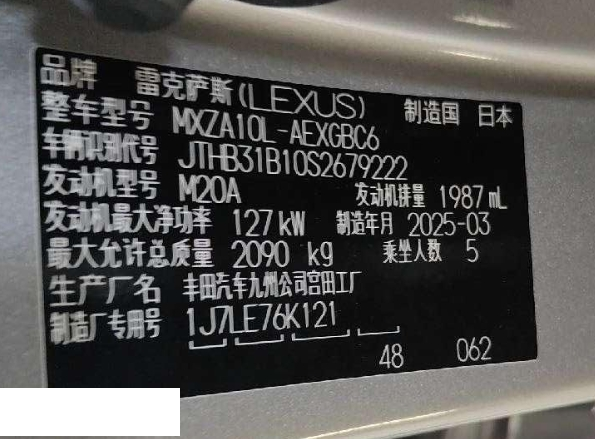 品牌 雷克萨斯(LEXUS) 制造国 日本
整车型号 MXZA10L-AEXGBC6
车辆识别代号 JTHB31B10S2679222
发动机型号 M20A 发动机排量 1987 mL
发动机最大净功率 127 kW 制造年月 2025-03
最大允许总质量 2090 kg 乘坐人数 5
生产厂名 丰田汽车九州公司宫田工厂
制造厂专用号 1J7LE76K121
48 062